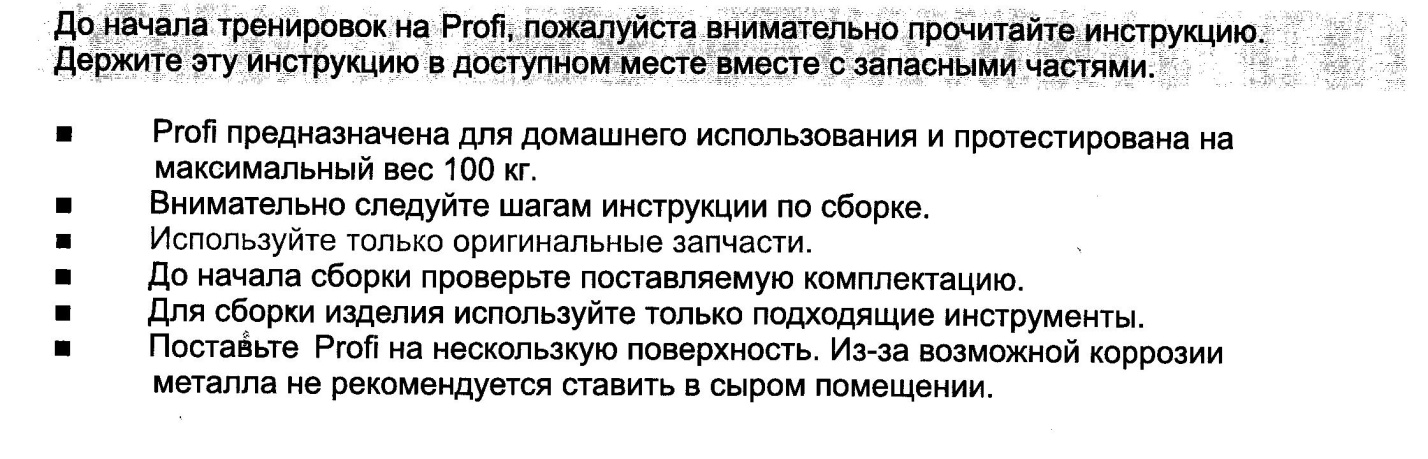 До начала тренировок на Profi, пожалуйста внимательно прочитайте инструкцию.
Держите эту инструкцию в доступном месте вместе с запасными частями.
■ Profi предназначена для домашнего использования и протестирована на
максимальный вес 100 кг.
■ Внимательно следуйте шагам инструкции по сборке.
■ Используйте только оригинальные запчасти.
■ До начала сборки проверьте поставляемую комплектацию.
■ Для сборки изделия используйте только подходящие инструменты.
■ Поставьте Profi на нескользкую поверхность. Из-за возможной коррозии
металла не рекомендуется ставить в сыром помещении.